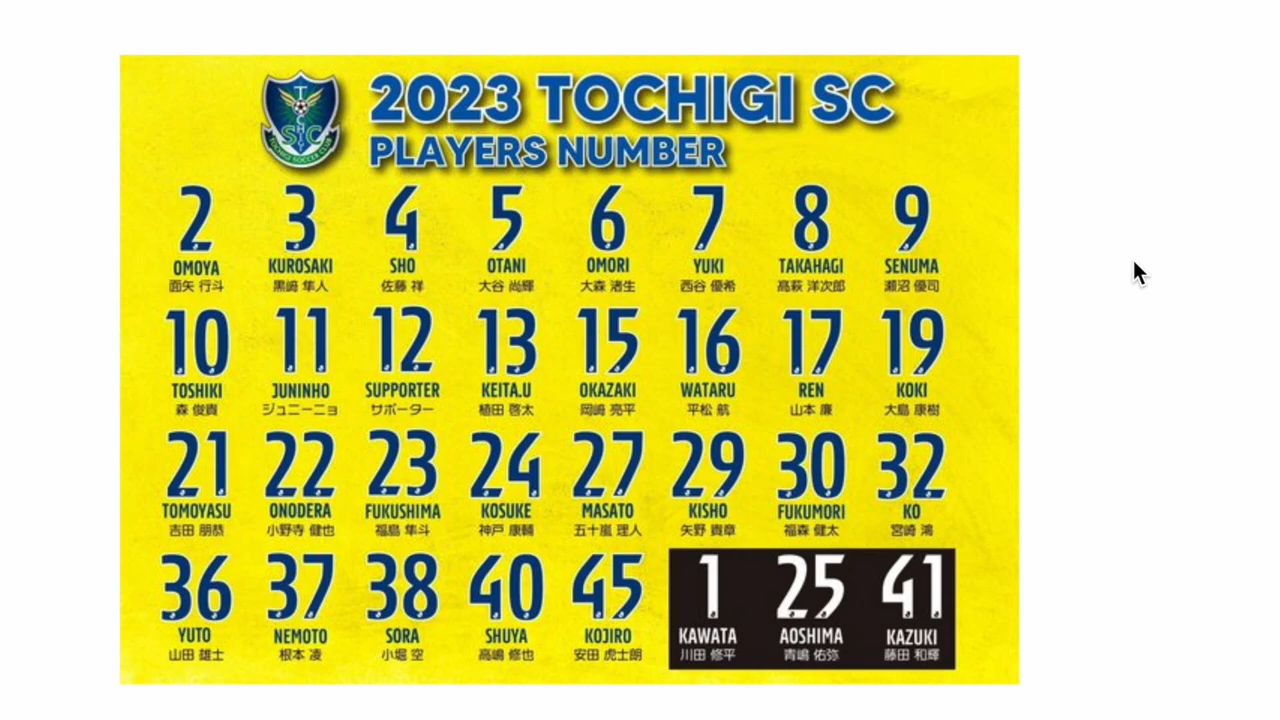 2023 TOCHIGI SC
PLAYERS NUMBER
T
C
H
SC
TOCHIGI SOCCER CLUB
2 3 4 5 6 7 8 9
OMOYA KUROSAKI SHO OTANI OMORI YUKI TAKAHAGI SENUMA
面矢 行斗 黒﨑 隼人 佐藤 祥 大谷 尚輝 大森 渚生 西谷 優希 髙萩 洋次郎 瀬沼 優司
10 11 12 13 15 16 17 19
TOSHIKI JUNINHO SUPPORTER KEITA.U OKAZAKI WATARU REN KOKI
森 俊貴 ジュニーニョ サポーター 植田 啓太 岡﨑 亮平 平松 航 山本 廉 大島 康樹
21 22 23 24 27 29 30 32
TOMOYASU ONODERA FUKUSHIMA KOSUKE MASATO KISHO FUKUMORI KO
吉田 朋恭 小野寺 健也 福島 隼斗 神戸 康輔 五十嵐 理人 矢野 貴章 福森 健太 宮崎 鴻
36 37 38 40 45 1 25 41
YUTO NEMOTO SORA SHUYA KOJIRO KAWATA AOSHIMA KAZUKI
山田 雄士 根本 凌 小堀 空 高嶋 修也 安田 虎士朗 川田 修平 青嶋 佑弥 藤田 和輝